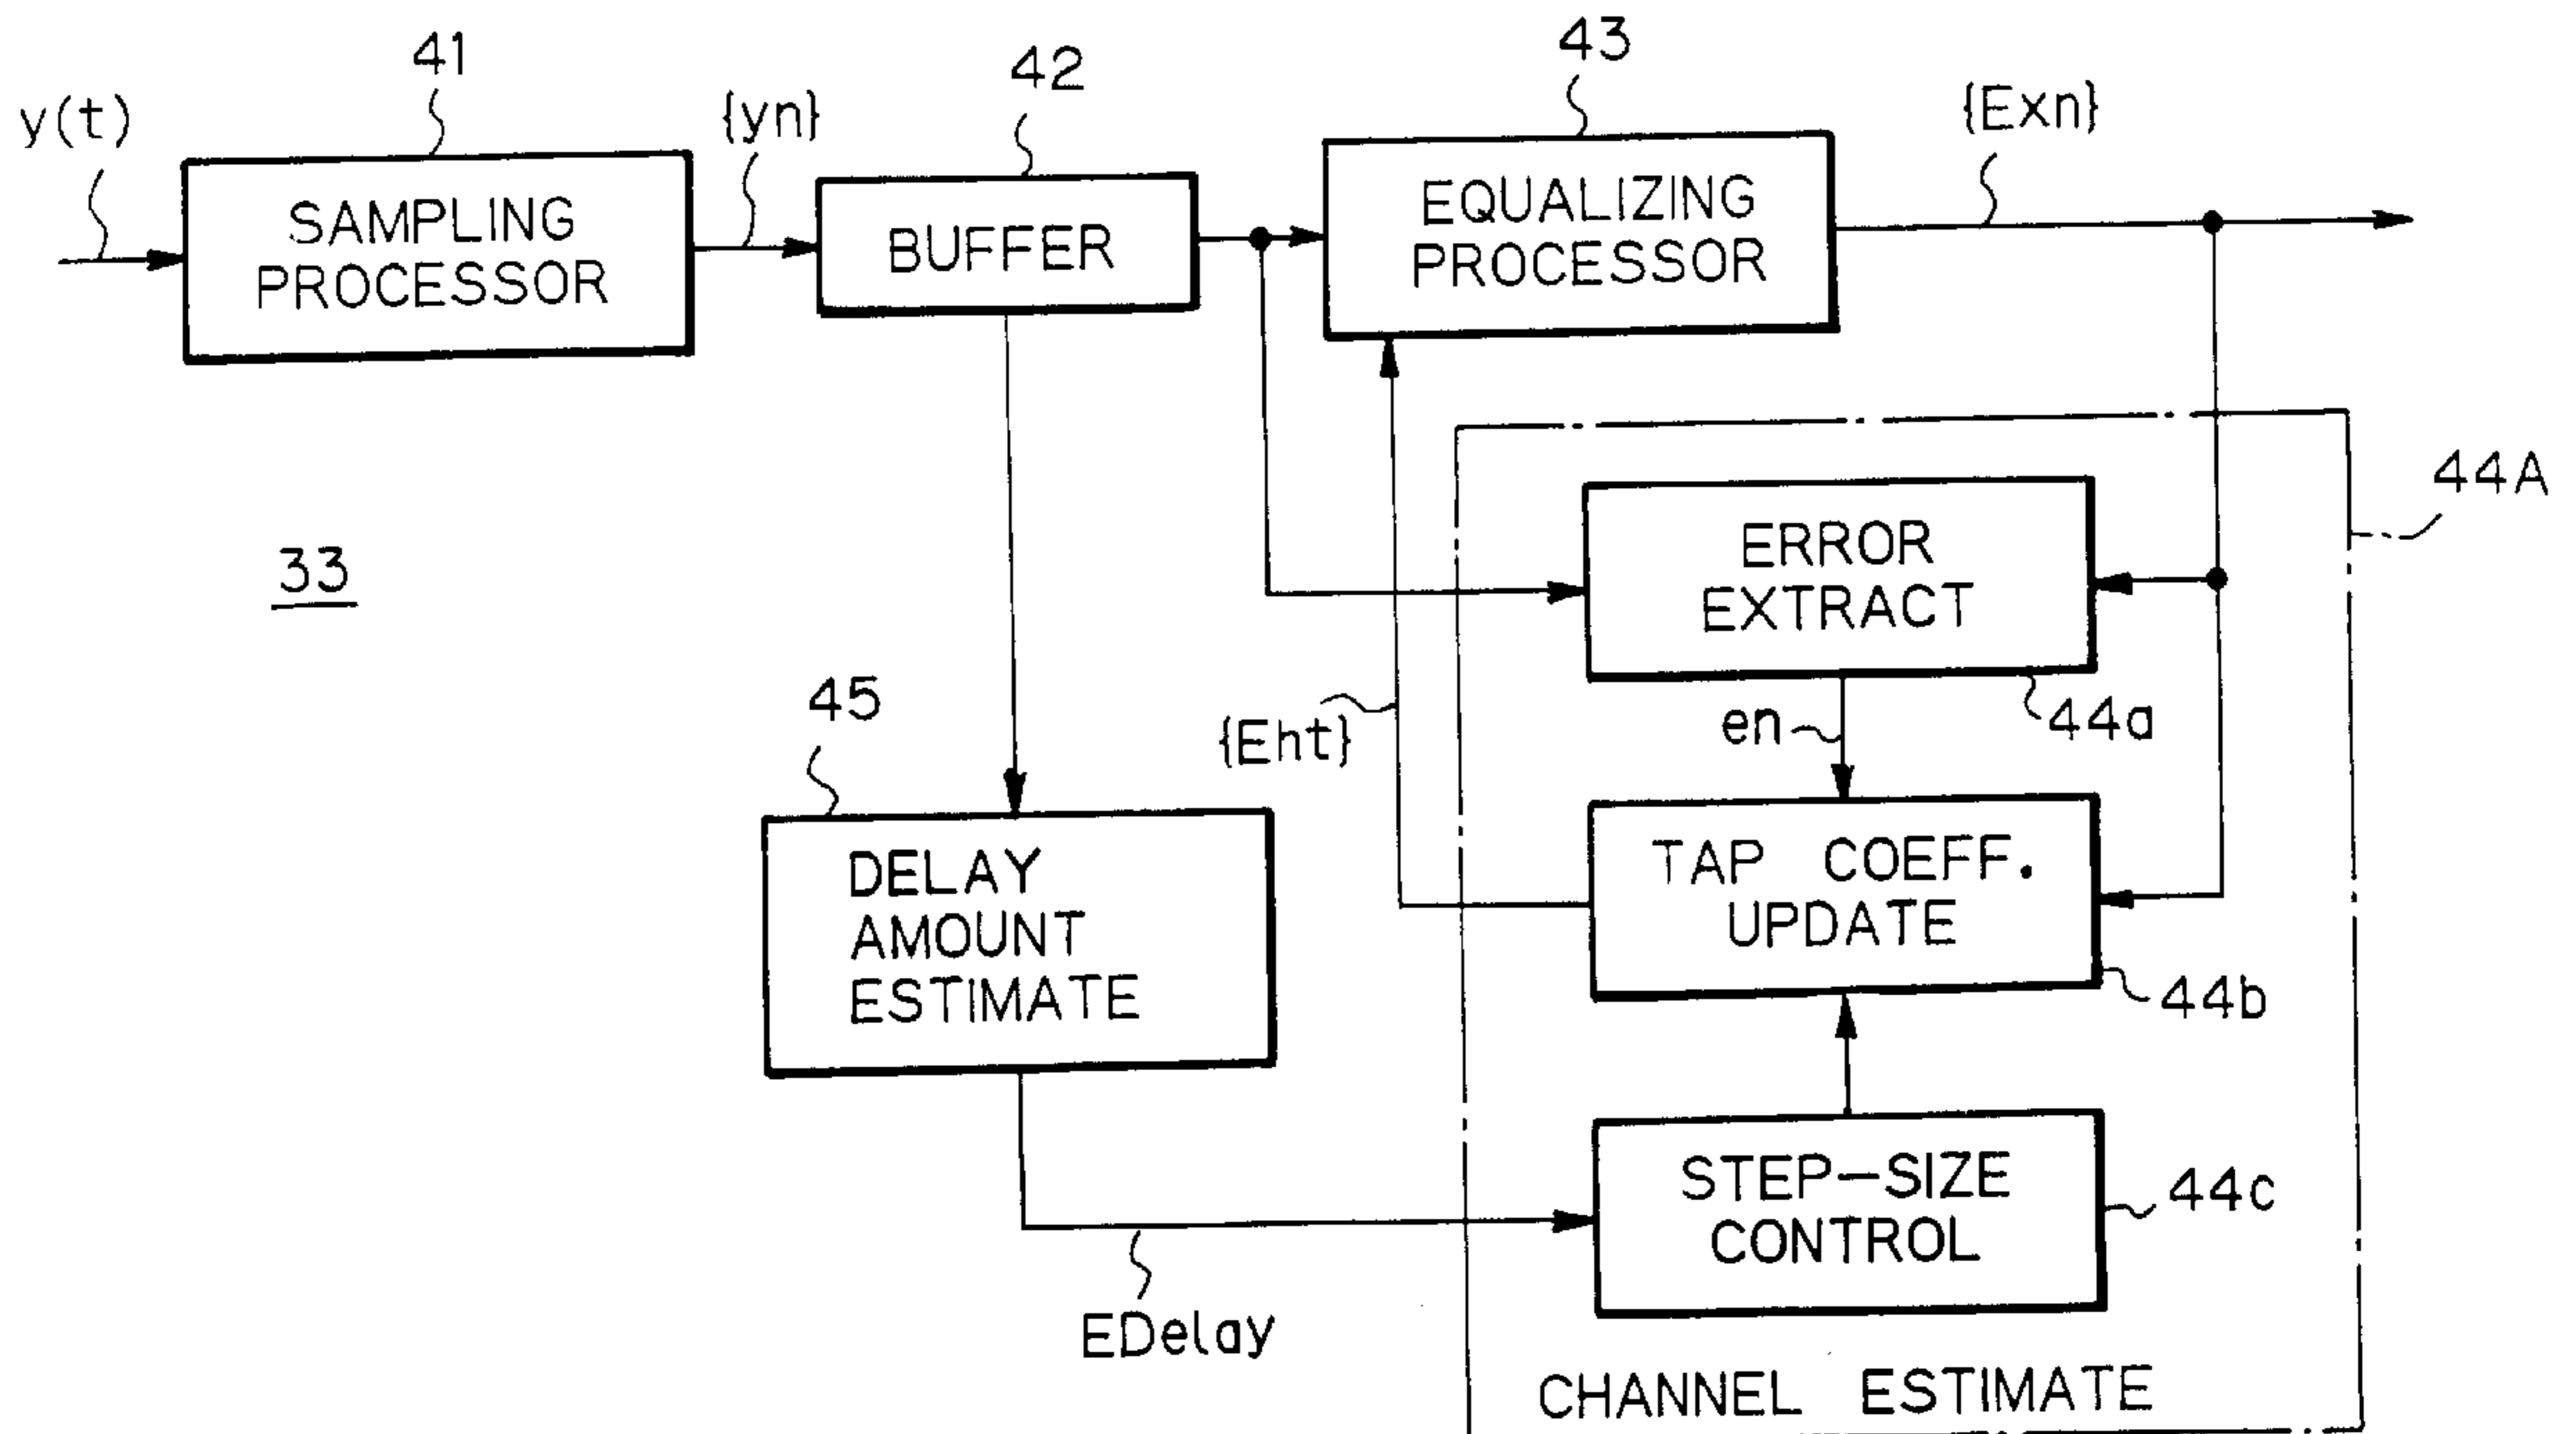 41
42
43
y(t)
{yn}
{Exn}
SAMPLING
PROCESSOR
BUFFER
EQUALIZING
PROCESSOR
33
44A
ERROR
EXTRACT
45
{Eht}
en
44a
DELAY
AMOUNT
ESTIMATE
TAP COEFF.
UPDATE
44b
STEP-SIZE
CONTROL
44c
EDelay
CHANNEL ESTIMATE